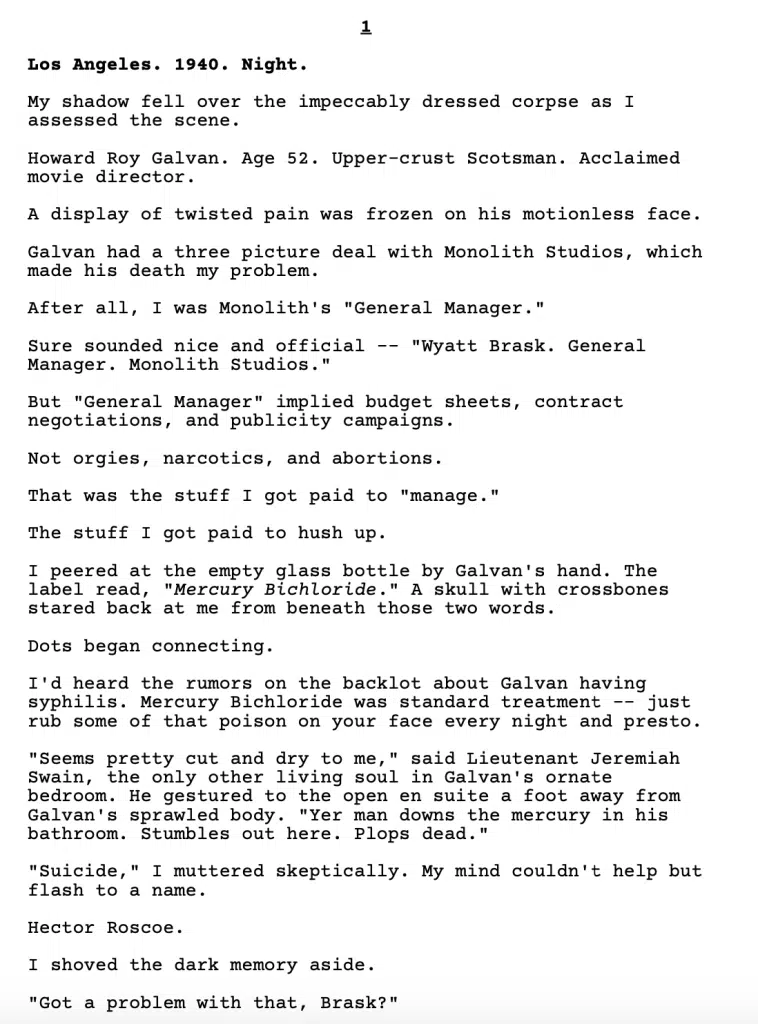 1
Los Angeles. 1940. Night.
My shadow fell over the impeccably dressed corpse as I
assessed the scene.
Howard Roy Galvan. Age 52. Upper-crust Scotsman. Acclaimed
movie director.
A display of twisted pain was frozen on his motionless face.
Galvan had a three picture deal with Monolith Studios, which
made his death my problem.
After all, I was Monolith's "General Manager."
Sure sounded nice and official -- "Wyatt Brask. General
Manager. Monolith Studios."
But "General Manager" implied budget sheets, contract
negotiations, and publicity campaigns.
Not orgies, narcotics, and abortions.
That was the stuff I got paid to "manage."
The stuff I got paid to hush up.
I peered at the empty glass bottle by Galvan's hand. The
label read, "Mercury Bichloride." A skull with crossbones
stared back at me from beneath those two words.
Dots began connecting.
I'd heard the rumors on the backlot about Galvan having
syphilis. Mercury Bichloride was standard treatment -- just
rub some of that poison on your face every night and presto.
"Seems pretty cut and dry to me," said Lieutenant Jeremiah
Swain, the only other living soul in Galvan's ornate
bedroom. He gestured to the open en suite a foot away from
Galvan's sprawled body. "Yer man downs the mercury in his
bathroom. Stumbles out here. Plops dead."
"Suicide," I muttered skeptically. My mind couldn't help but
flash to a name.
Hector Roscoe.
I shoved the dark memory aside.
"Got a problem with that, Brask?"